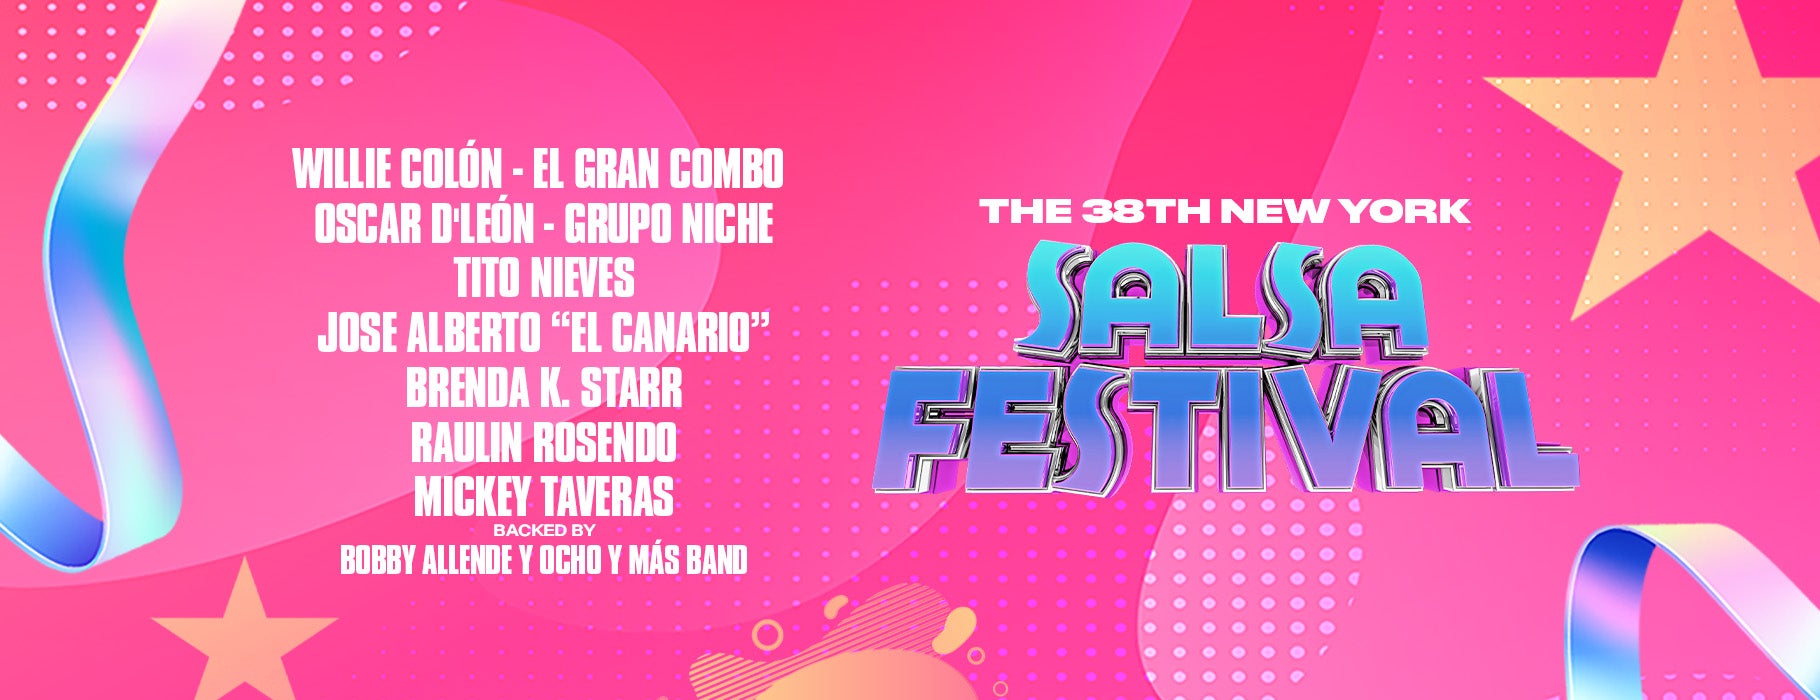 WILLIE COLÓN - EL GRAN COMBO
OSCAR D'LEÓN - GRUPO NICHE
TITO NIEVES
JOSE ALBERTO “EL CANARIO”
BRENDA K. STARR
RAULIN ROSENDO
MICKEY TAVERAS
BACKED BY
BOBBY ALLENDE Y OCHO Y MÁS BAND
THE 38TH NEW YORK
SALSA
FESTIVAL